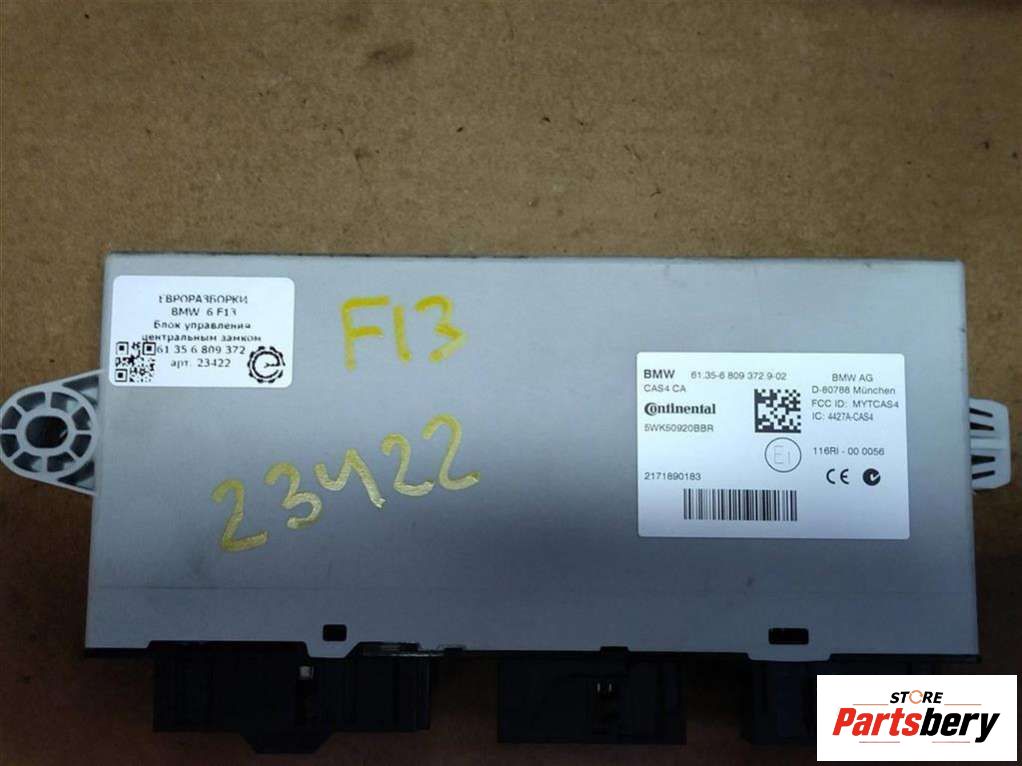 ЕВРОРАЗБОРКИ
BMW 6 F13
Блок управления
центральным замком
61 35 6 809 372
арт. 23422
F13
23422
BMW 61.35-6 809 372.9-02
CAS4 CA
Continental
5WK50920BBR
2171890183
BMW AG
D-80788 München
FCC ID: MYTCAS4
IC: 4427A-CAS4
E1
116RI - 00 0056
CE
STORE
Partsbery